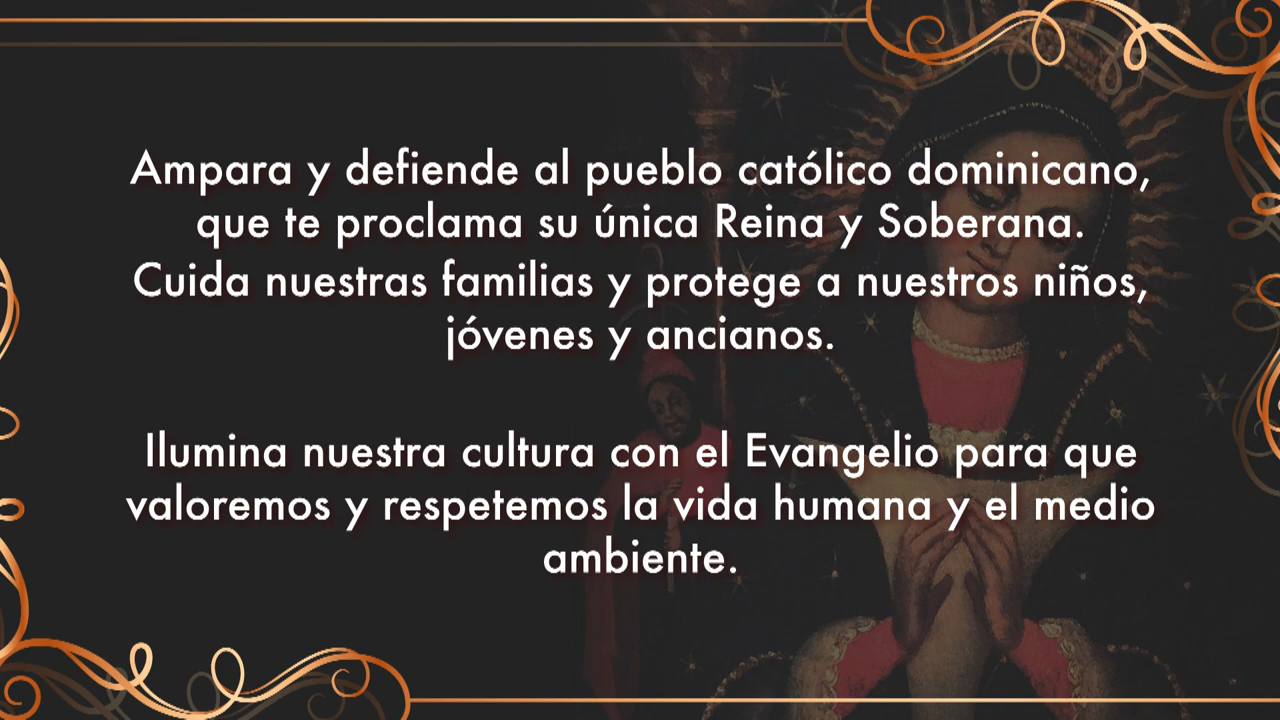 Ampara y defiende al pueblo católico dominicano,
que te proclama su única Reina y Soberana.
Cuida nuestras familias y protege a nuestros niños,
jóvenes y ancianos.
Ilumina nuestra cultura con el Evangelio para que
valoremos y respetemos la vida humana y el medio
ambiente.